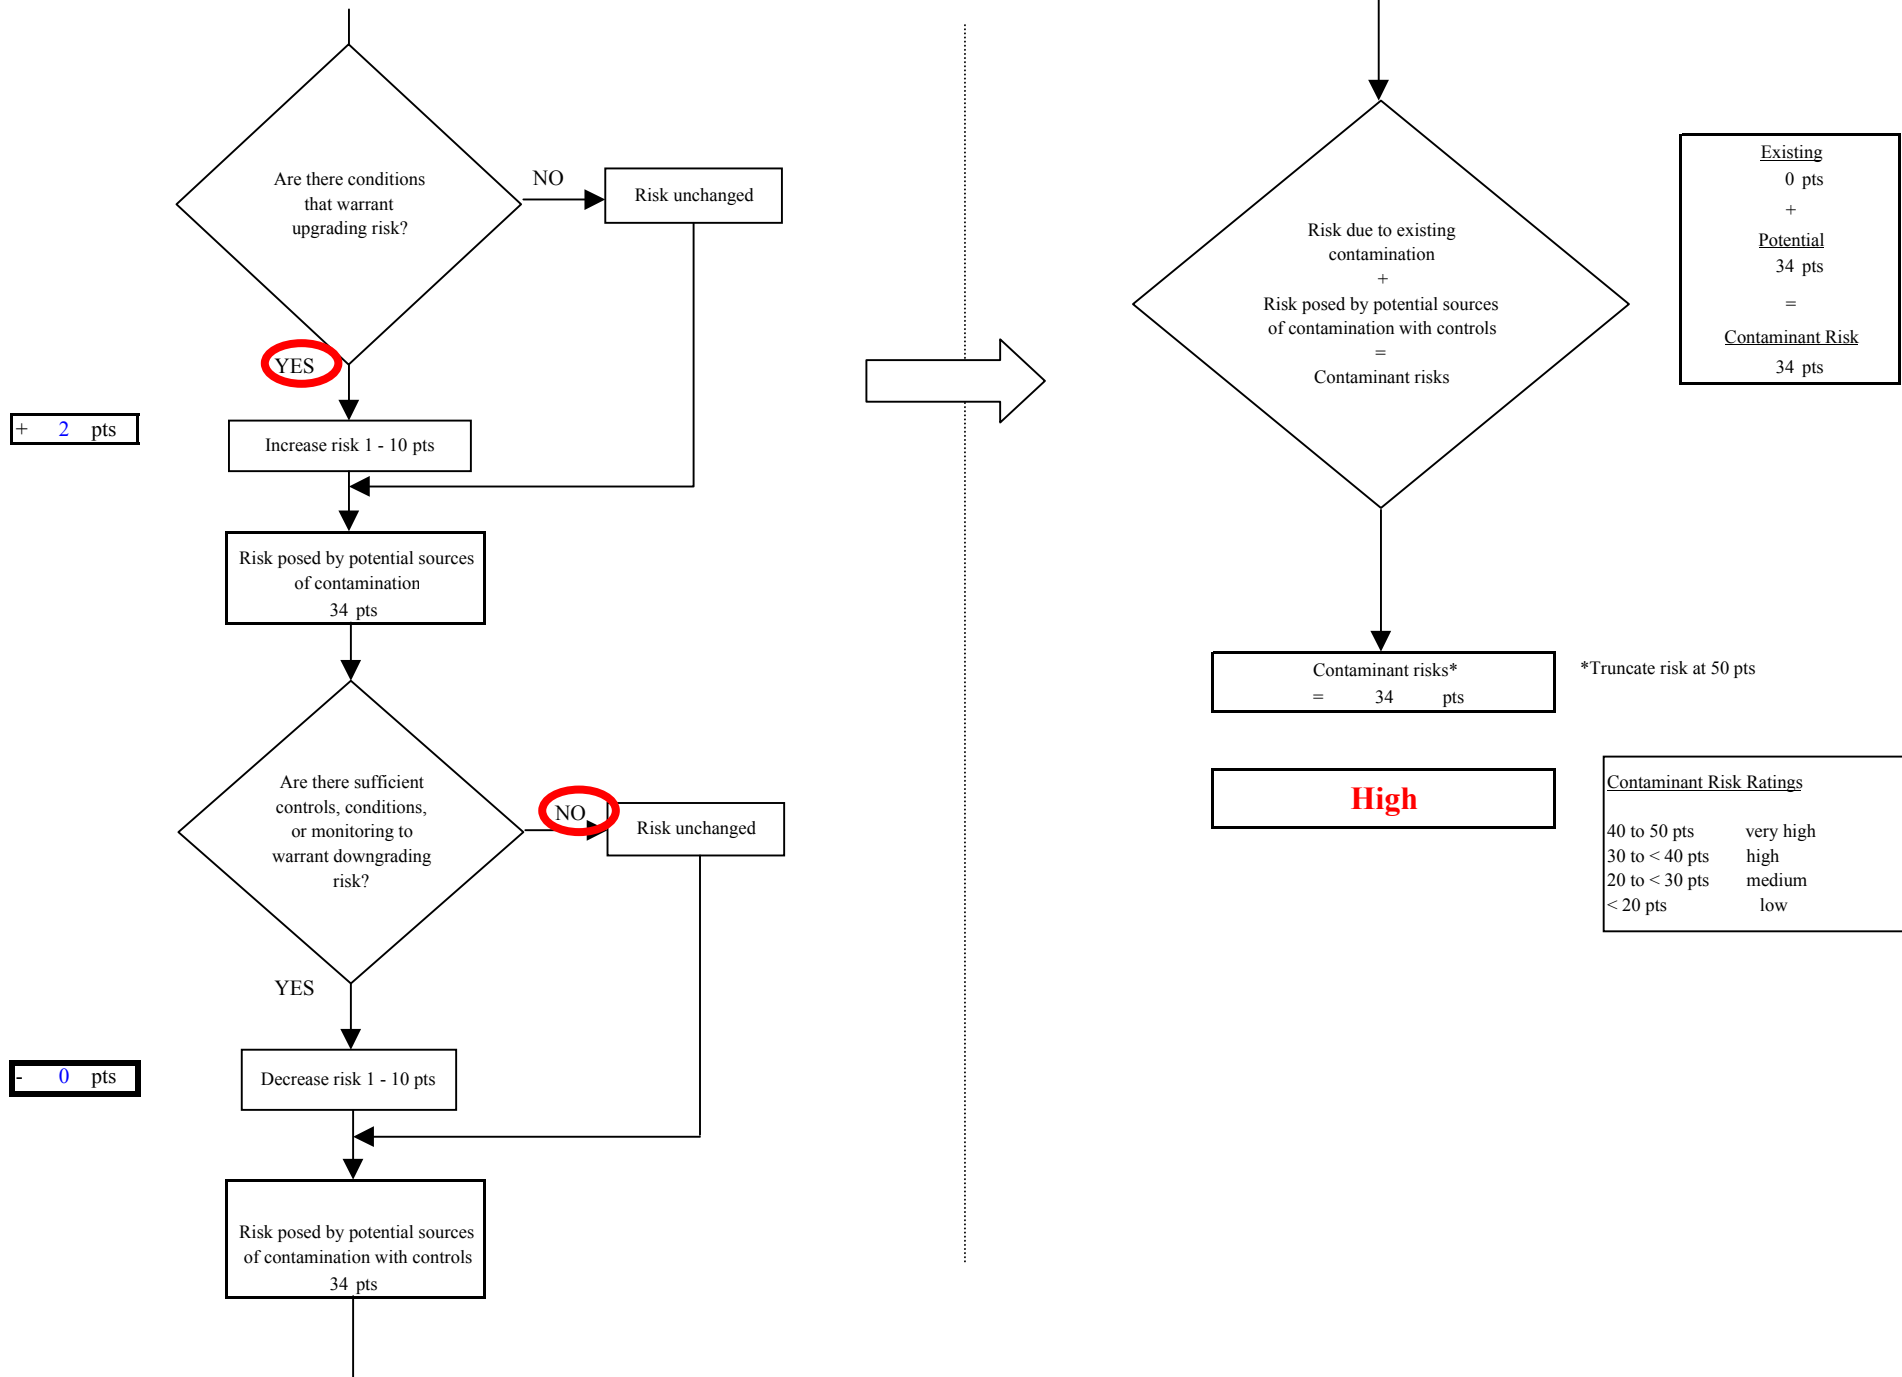 Are there conditions
that warrant
upgrading risk?
NO
Risk unchanged
YES
+ 2 pts
Increase risk 1 - 10 pts
Risk posed by potential sources
of contamination
34 pts
Are there sufficient
controls, conditions,
or monitoring to
warrant downgrading
risk?
NO
Risk unchanged
YES
- 0 pts
Decrease risk 1 - 10 pts
Risk posed by potential sources
of contamination with controls
34 pts
Risk due to existing
contamination
+
Risk posed by potential sources
of contamination with controls
=
Contaminant risks
Existing
0 pts
+
Potential
34 pts
=
Contaminant Risk
34 pts
Contaminant risks*
= 34 pts
*Truncate risk at 50 pts
High
Contaminant Risk Ratings
40 to 50 pts very high
30 to < 40 pts high
20 to < 30 pts medium
< 20 pts low